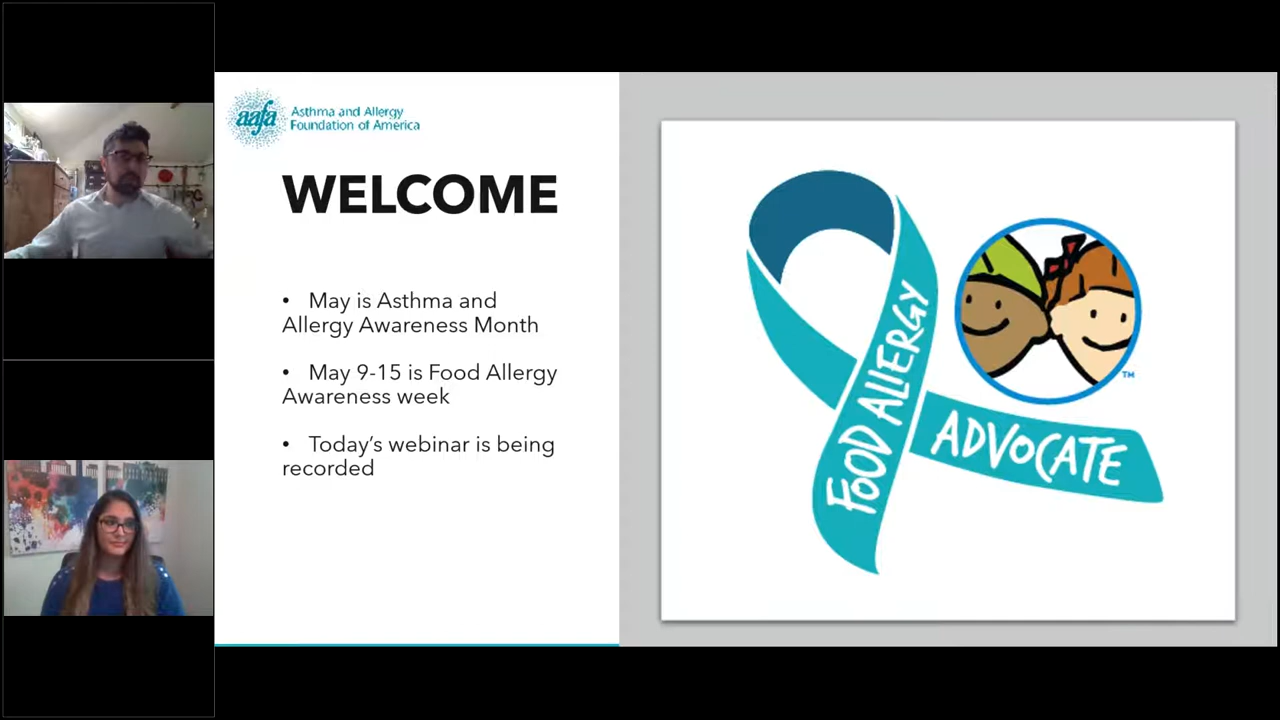 aafa
Asthma and Allergy
Foundation of America
WELCOME
• May is Asthma and
Allergy Awareness Month
• May 9-15 is Food Allergy
Awareness week
• Today's webinar is being
recorded
FOOD ALLERGY
ADVOCATE
TM